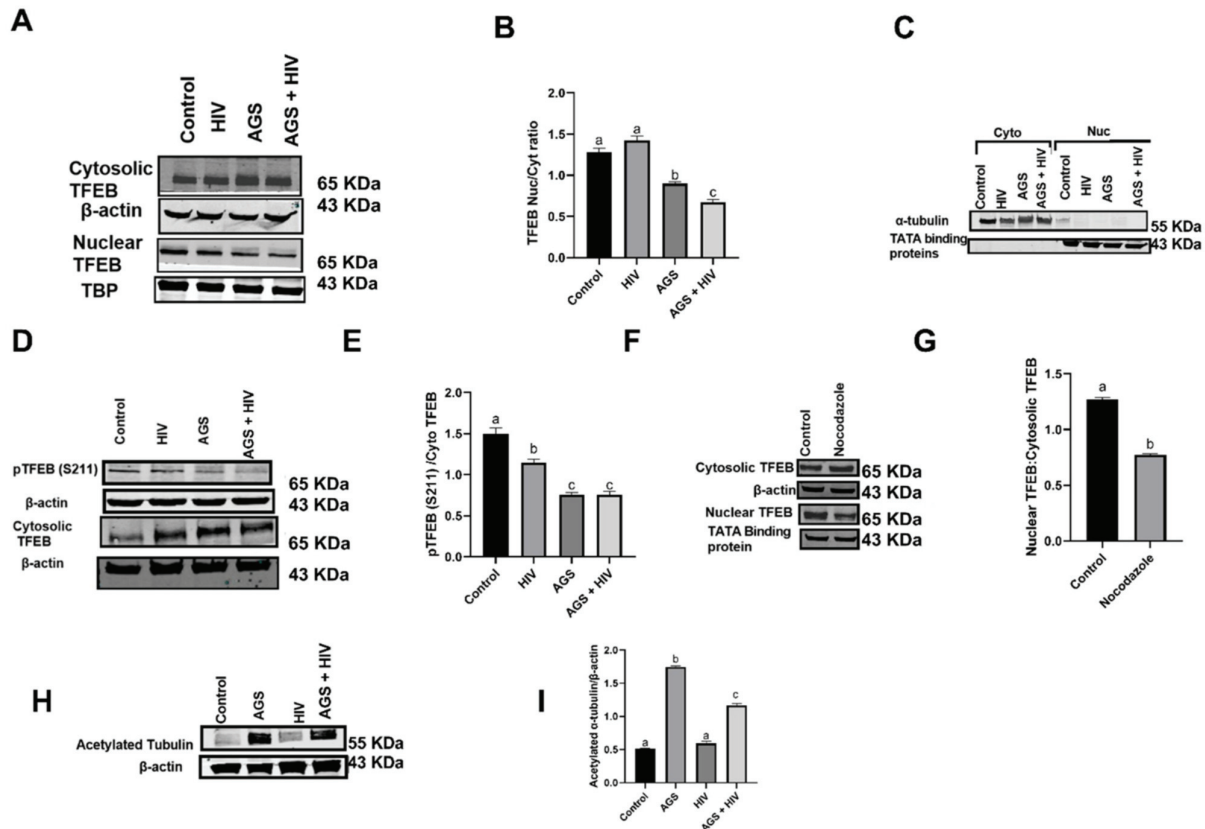 A
Control
HIV
AGS
AGS + HIV
Cytosolic
TFEB
65 KDa
β-actin
43 KDa
Nuclear
TFEB
65 KDa
TBP
43 KDa
B
TFEB Nuc/Cyt ratio
2.0
1.5
1.0
0.5
0.0
a
a
b
c
Control
HIV
AGS
AGS + HIV
C
Cyto
Nuc
Control
HIV
AGS
AGS + HIV
Control
HIV
AGS
AGS + HIV
α-tubulin
55 KDa
TATA binding
proteins
43 KDa
D
Control
HIV
AGS
AGS + HIV
pTFEB (S211)
65 KDa
β-actin
43 KDa
Cytosolic
TFEB
65 KDa
β-actin
43 KDa
E
pTFEB (S211) /Cyto TFEB
2.0
1.5
1.0
0.5
0.0
a
b
c
c
Control
HIV
AGS
AGS + HIV
F
Control
Nocodazole
Cytosolic TFEB
65 KDa
β-actin
43 KDa
Nuclear TFEB
65 KDa
TATA Binding
protein
43 KDa
G
Nuclear TFEB:Cytosolic TFEB
1.5
1.0
0.5
0.0
a
b
Control
Nocodazole
H
Control
AGS
HIV
AGS + HIV
Acetylated Tubulin
55 KDa
β-actin
43 KDa
I
Acetylated α-tubulin/β-actin
2.0
1.5
1.0
0.5
0.0
a
b
a
c
Control
AGS
HIV
AGS + HIV